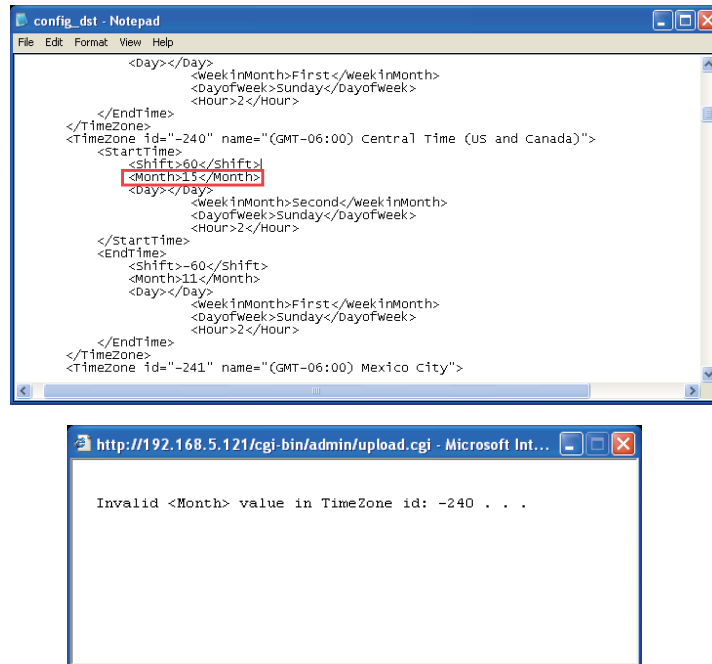 config_dst - Notepad
File Edit Format View Help
<Day></Day>
<WeekinMonth>First</WeekinMonth>
<DayofWeek>Sunday</DayofWeek>
<Hour>2</Hour>
</EndTime>
</TimeZone>
<TimeZone id="-240" name="(GMT-06:00) Central Time (US and Canada)">
<StartTime>
<Shift>60</Shift>
<Month>15</Month>
<Day></Day>
<WeekinMonth>Second</WeekinMonth>
<DayofWeek>Sunday</DayofWeek>
<Hour>2</Hour>
</StartTime>
<EndTime>
<Shift>-60</Shift>
<Month>11</Month>
<Day></Day>
<WeekinMonth>First</WeekinMonth>
<DayofWeek>Sunday</DayofWeek>
<Hour>2</Hour>
</EndTime>
</TimeZone>
<TimeZone id="-241" name="(GMT-06:00) Mexico City">
http://192.168.5.121/cgi-bin/admin/upload.cgi - Microsoft Int...
Invalid <Month> value in TimeZone id: -240 . . .